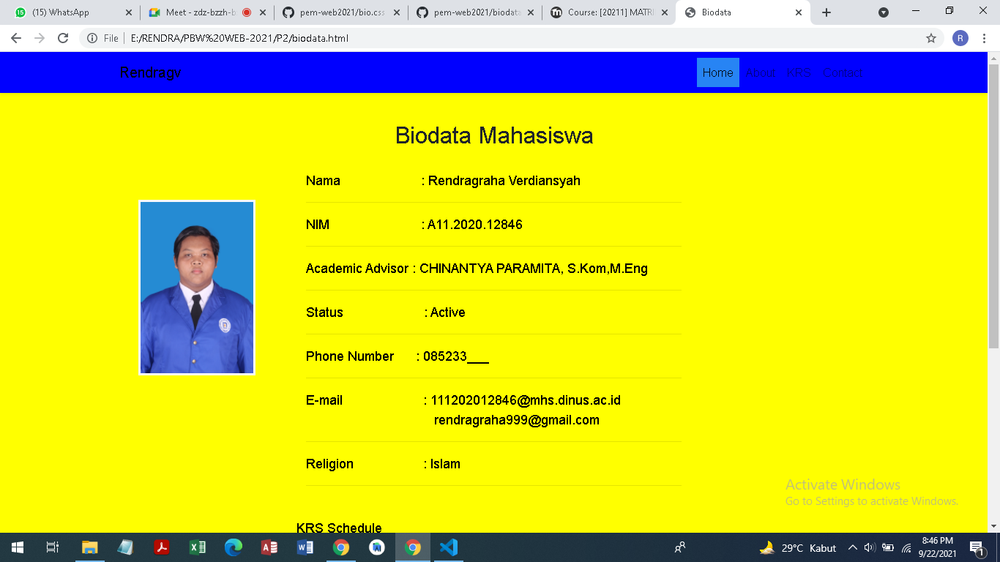 (15) WhatsApp
Meet - zdz-bzzh-b
pem-web2021/bio.css
pem-web2021/biodata
Course: [20211] MATRI
Biodata
File | E:/RENDRA/PBW%20WEB-2021/P2/biodata.html
R
Rendragv
Home About KRS Contact
Biodata Mahasiswa
Nama : Rendragraha Verdiansyah
NIM : A11.2020.12846
Academic Advisor : CHINANTYA PARAMITA, S.Kom,M.Eng
Status : Active
Phone Number : 085233___
E-mail : 111202012846@mhs.dinus.ac.id
rendragraha999@gmail.com
Religion : Islam
KRS Schedule
Activate Windows
Go to Settings to activate Windows.
29°C Kabut
8:46 PM
9/22/2021
1